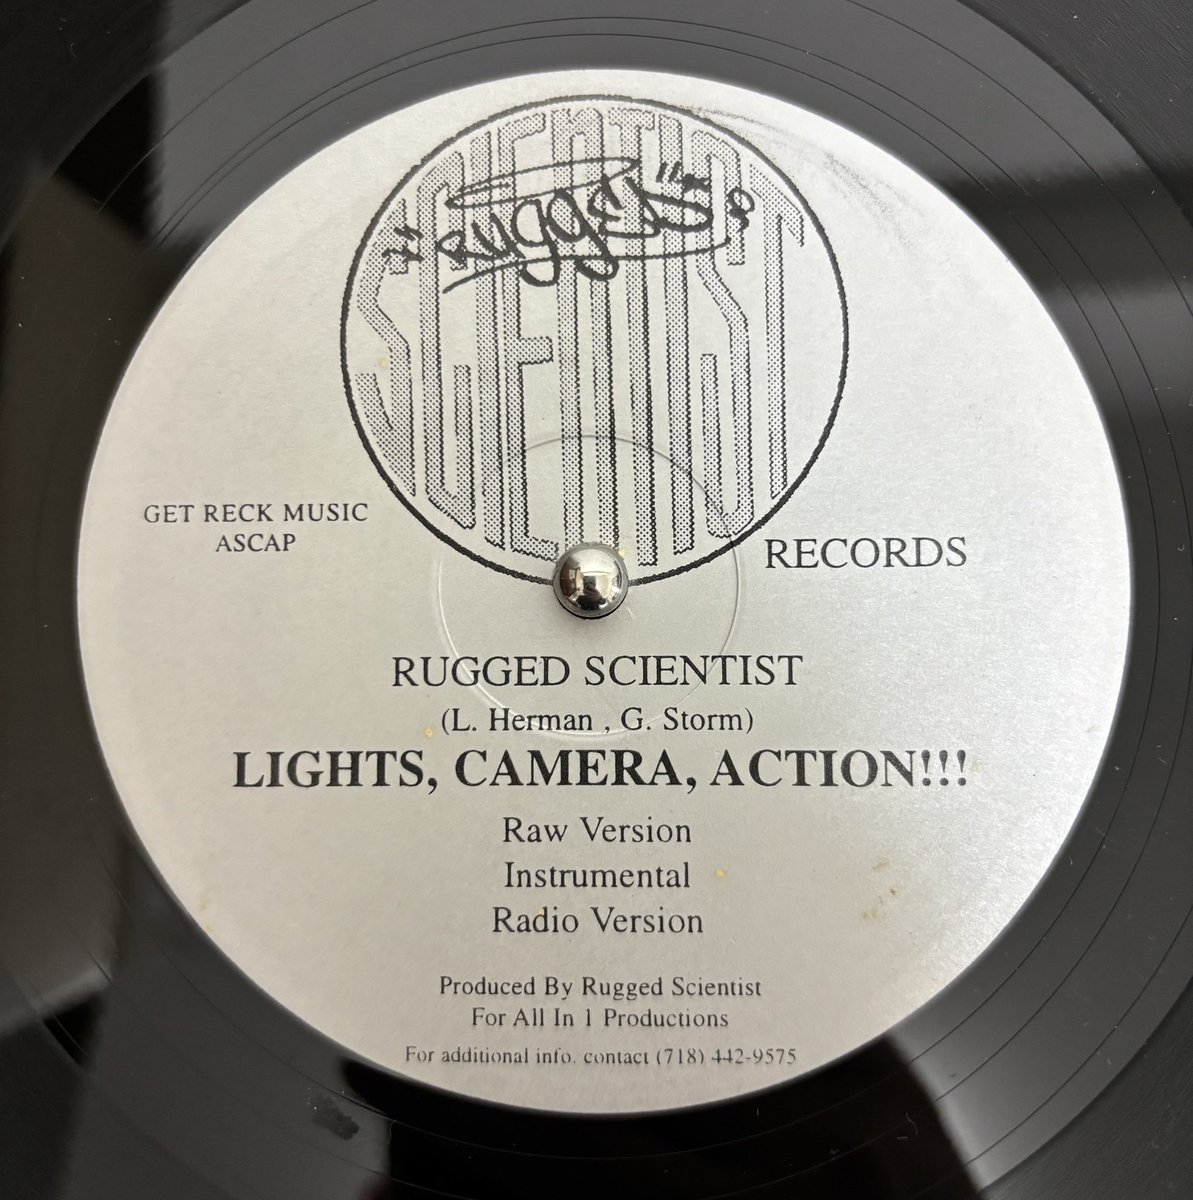 SCIENTIST
"RUGGED"
GET RECK MUSIC
ASCAP
RECORDS
RUGGED SCIENTIST
(L. Herman , G. Storm)
LIGHTS, CAMERA, ACTION!!!
Raw Version
Instrumental
Radio Version
Produced By Rugged Scientist
For All In 1 Productions
For additional info. contact (718) 442-9575